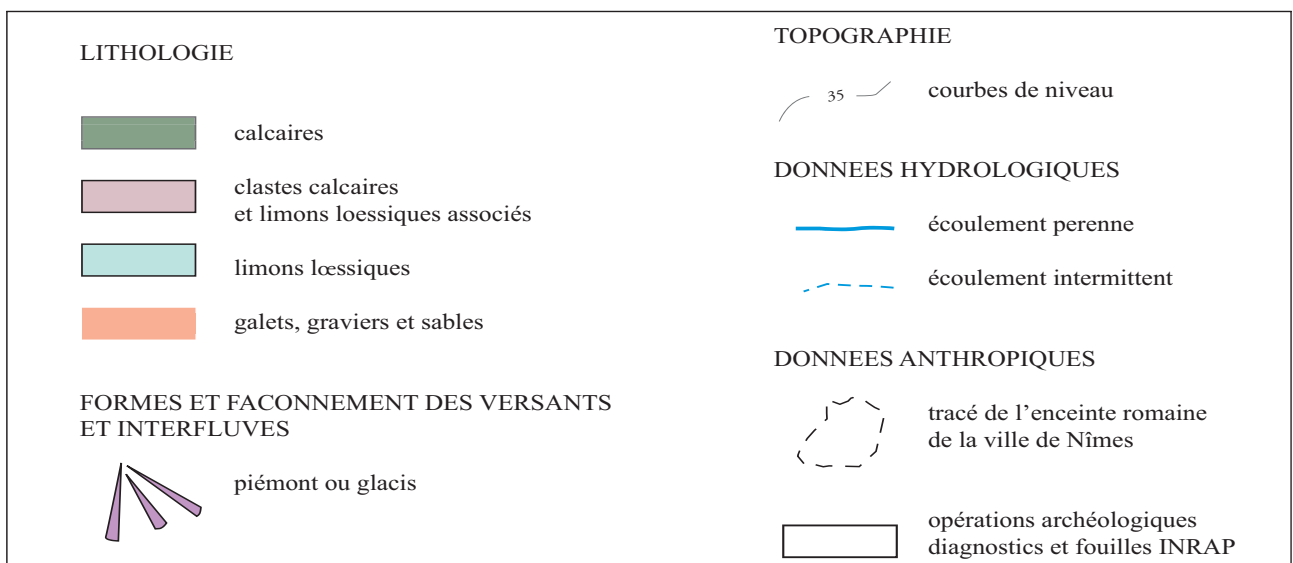 LITHOLOGIE
calcaires
clastes calcaires
et limons loessiques associés
limons lœssiques
galets, graviers et sables
FORMES ET FACONNEMENT DES VERSANTS
ET INTERFLUVES
piémont ou glacis
TOPOGRAPHIE
35
courbes de niveau
DONNEES HYDROLOGIQUES
écoulement perenne
écoulement intermittent
DONNEES ANTHROPIQUES
tracé de l’enceinte romaine
de la ville de Nîmes
opérations archéologiques
diagnostics et fouilles INRAP